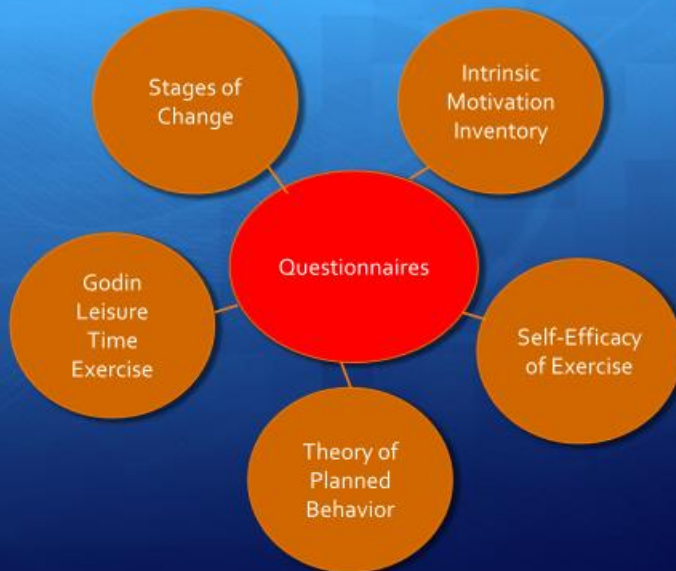 Stages of
Change
Intrinsic
Motivation
Inventory
Questionnaires
Godin
Leisure
Time
Exercise
Self-Efficacy
of Exercise
Theory of
Planned
Behavior